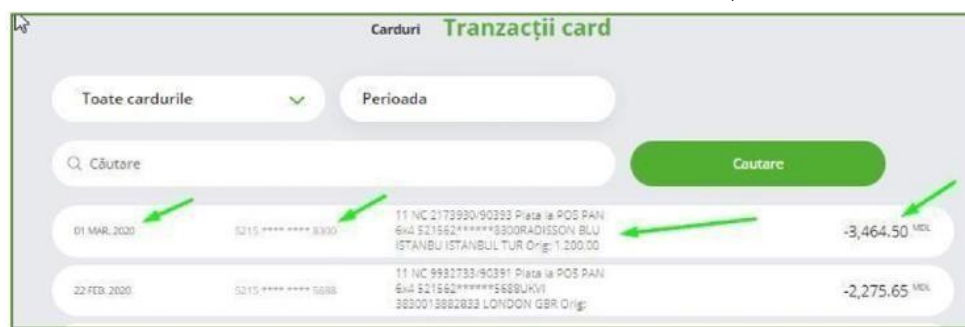 Carduri Tranzacții card
Toate cardurile
Perioada
Căutare
Cautare
01 MAR. 2020
5215 **** **** 8300
11 NC 2173930/90393 Plata la POS PAN
6x4 521562******8300RADISSON BLU
ISTANBU ISTANBUL TUR Orig: 1.200.00
-3,464.50 MDL
22 FEB. 2020
5215 **** **** 5688
11 NC 9932733/90391 Plata la POS PAN
6x4 521562******5688UKVI
3830013882833 LONDON GBR Orig:
-2,275.65 MDL